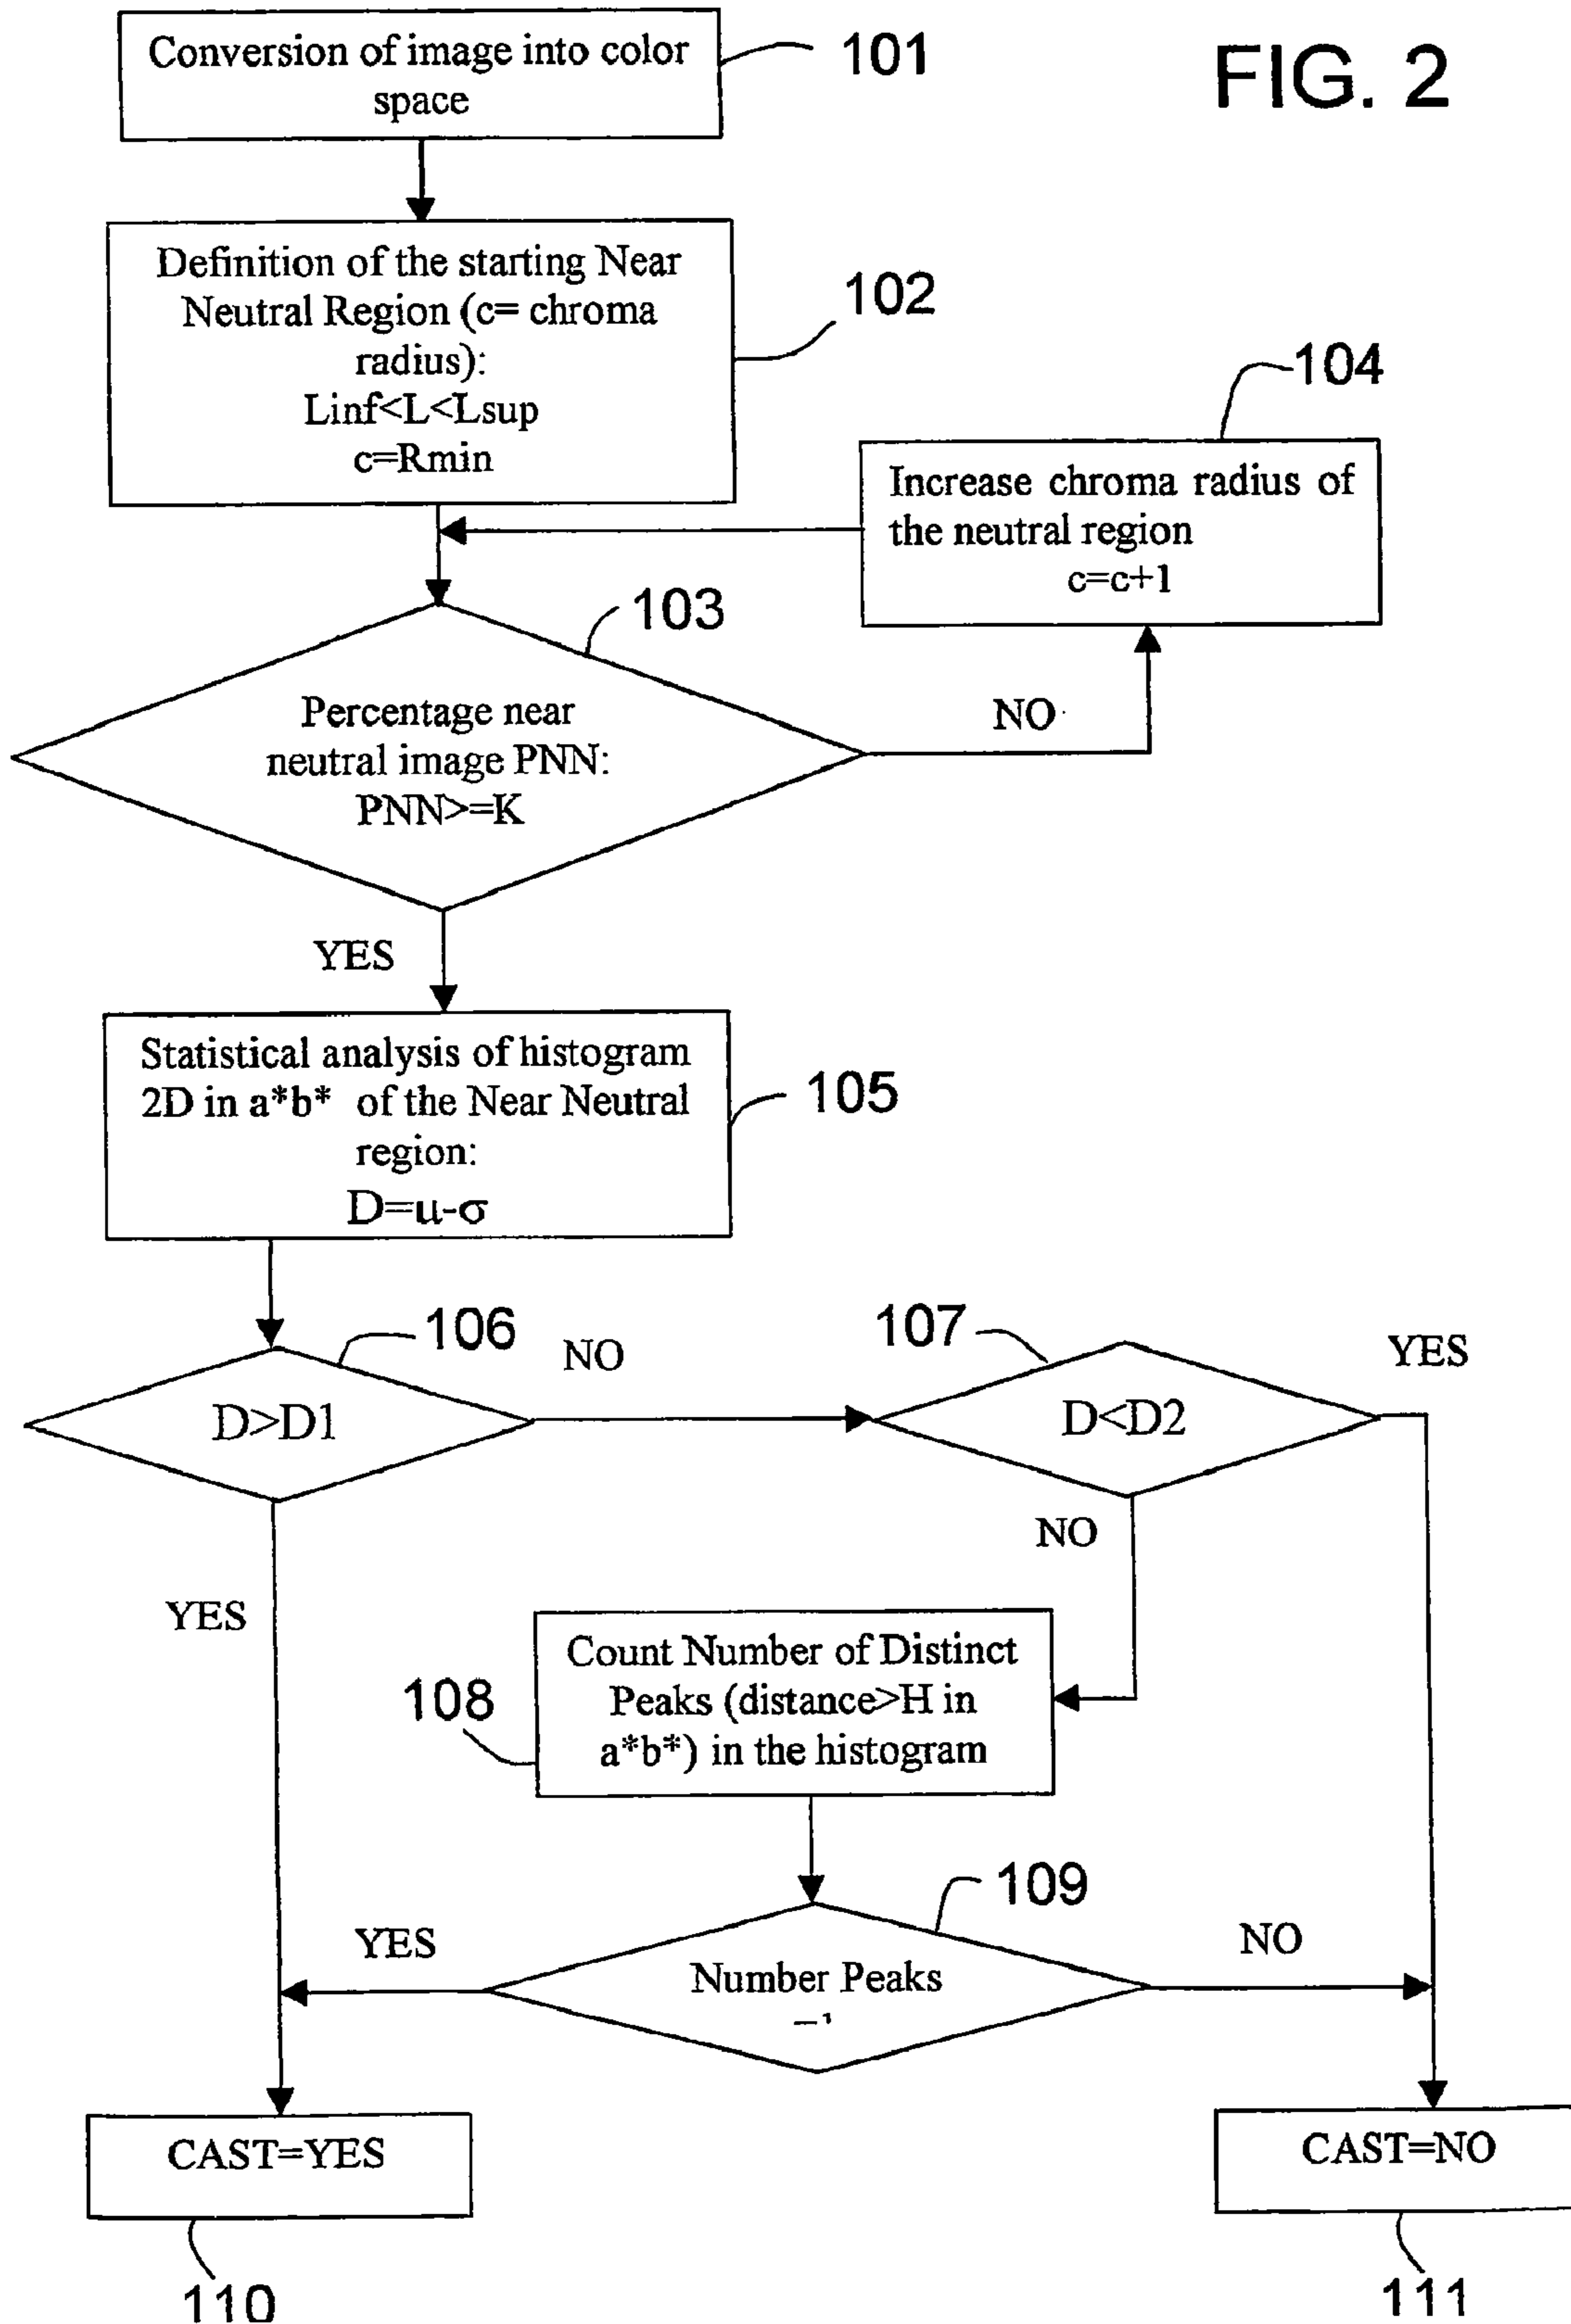 FIG. 2
Conversion of image into color
space
101
Definition of the starting Near
Neutral Region (c= chroma
radius):
Linf<L<Lsup
c=Rmin
102
104
Increase chroma radius of
the neutral region
c=c+1
103
Percentage near
neutral image PNN:
PNN>=K
NO
YES
Statistical analysis of histogram
2D in a*b* of the Near Neutral
region:
D=u-σ
105
106
D>D1
NO
107
D<D2
YES
NO
YES
Count Number of Distinct
Peaks (distance>H in
a*b*) in the histogram
108
109
YES
Number Peaks
NO
CAST=YES
CAST=NO
110
111